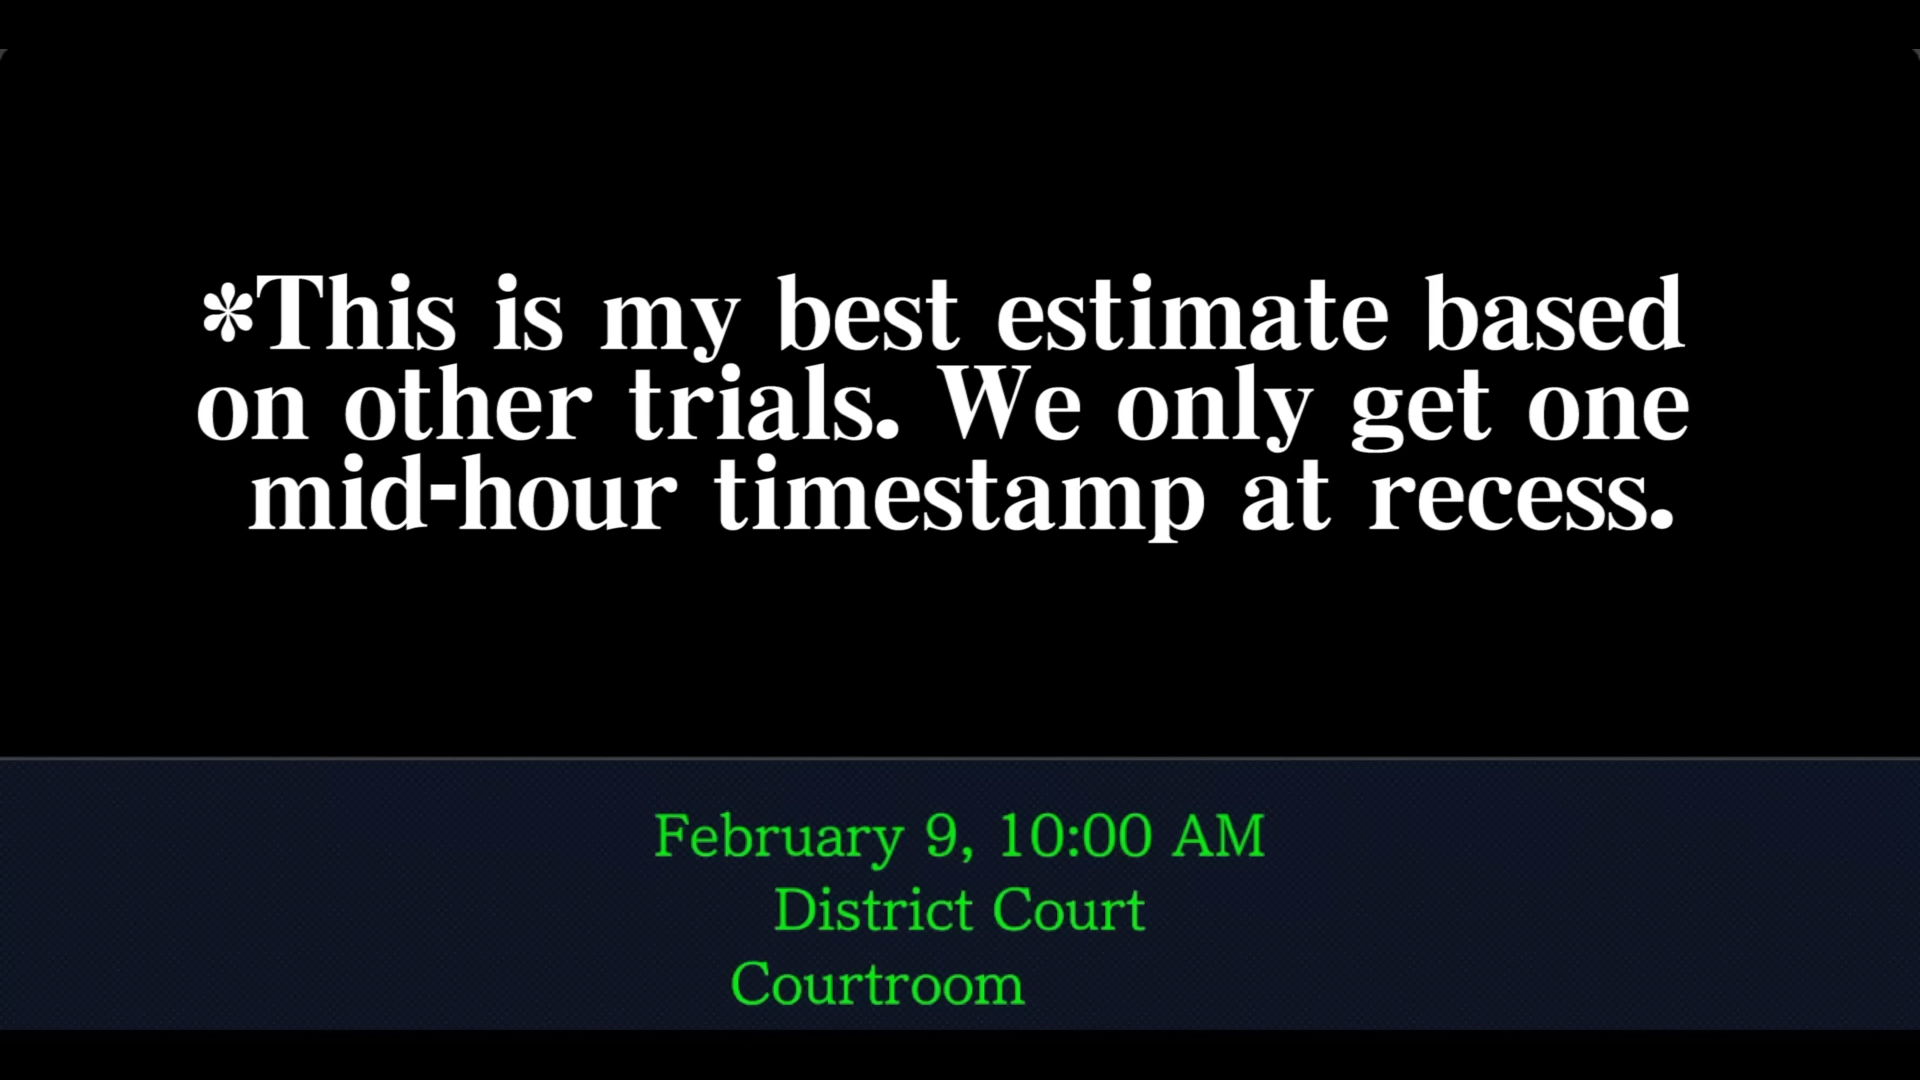 *This is my best estimate based
on other trials. We only get one
mid-hour timestamp at recess.
February 9, 10:00 AM
District Court
Courtroom